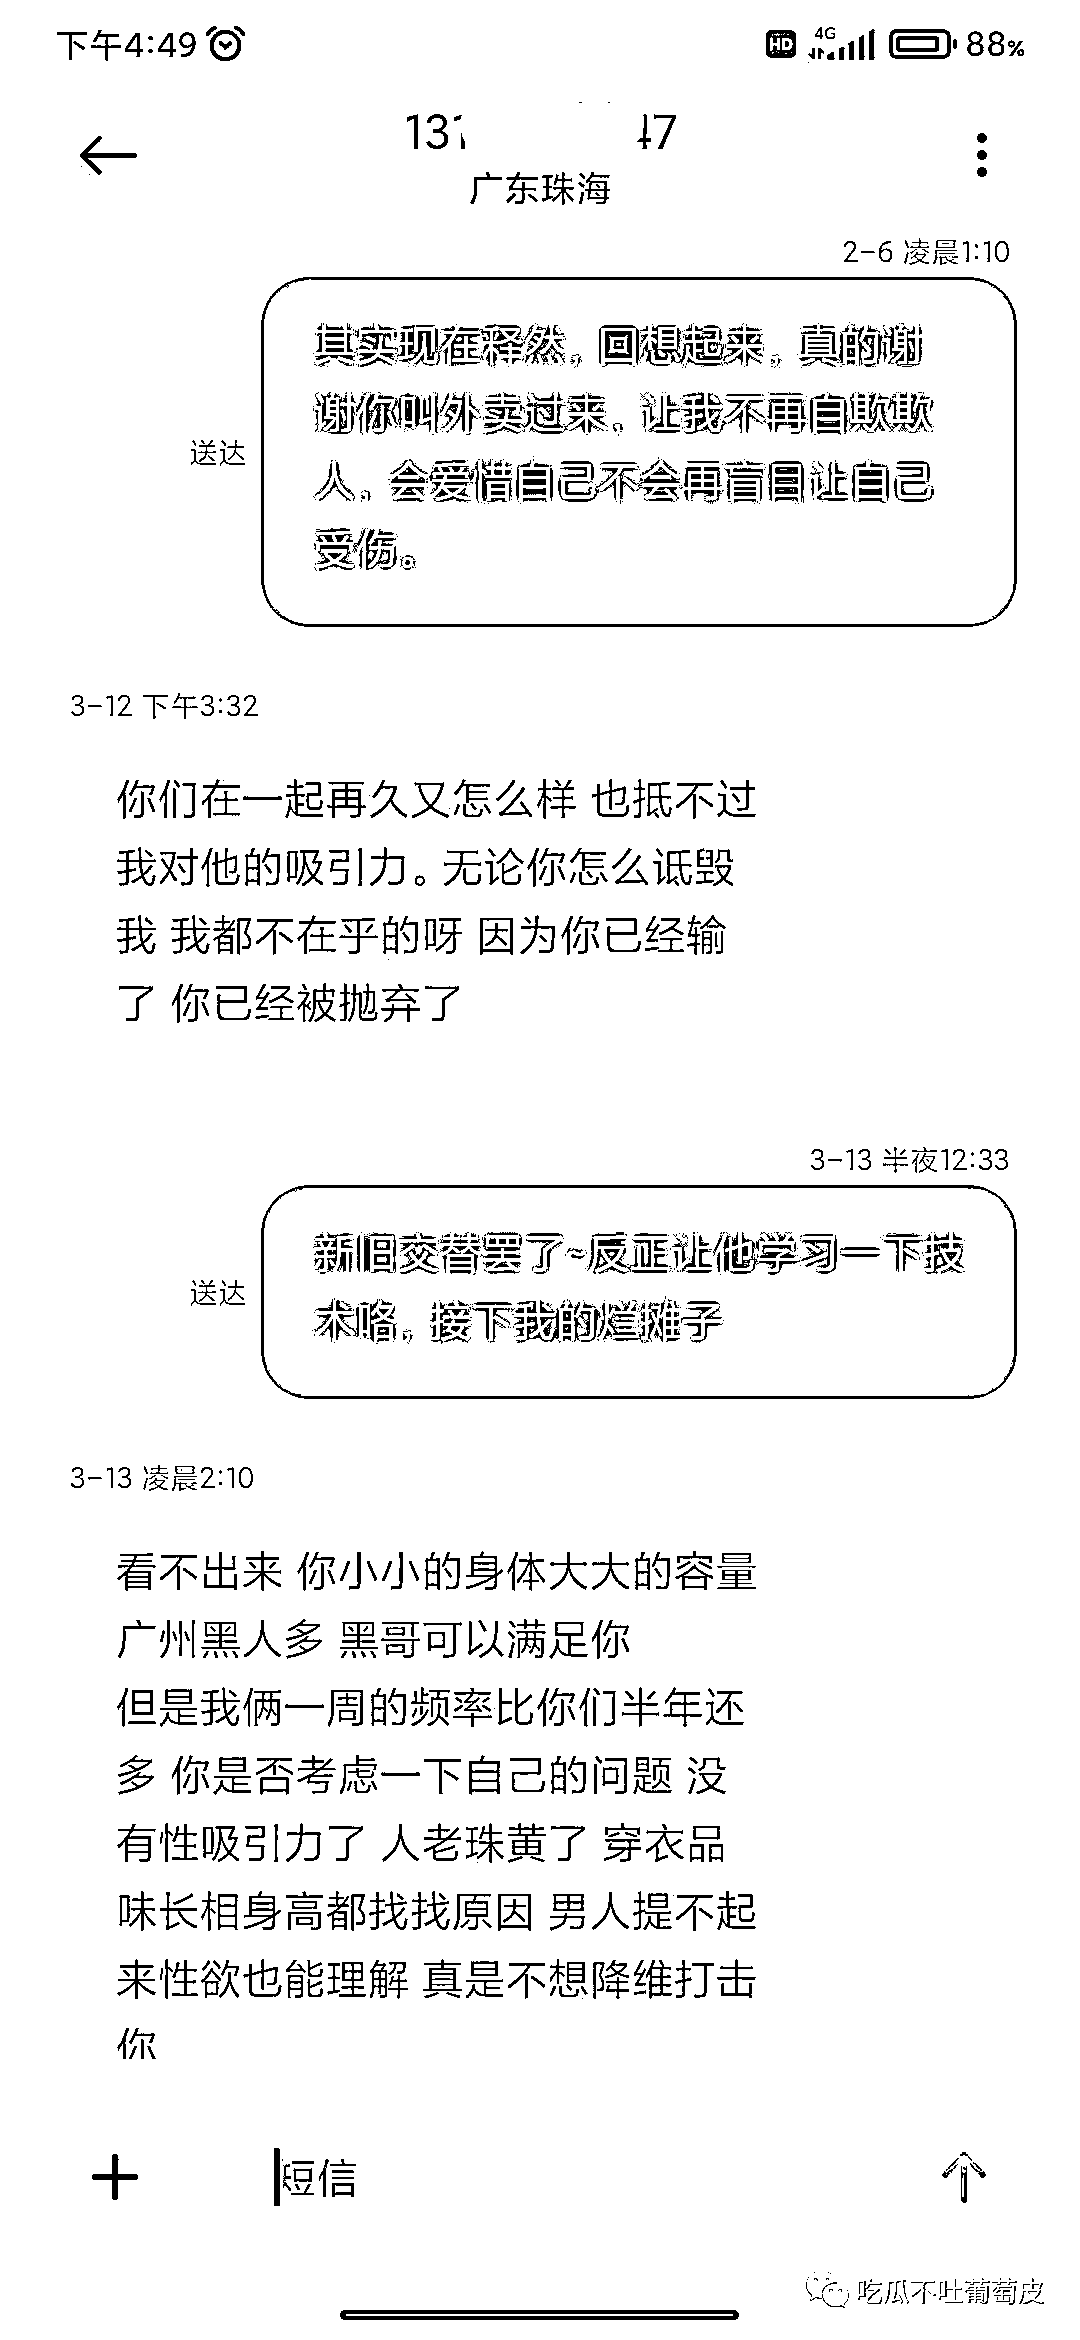 下午4:49 HD 4G 88%
131 47
广东珠海
2-6 凌晨1:10
其实现在释然，回想起来，真的谢
谢你叫外卖过来，让我不再自欺欺
人，会爱惜自己不会再盲目让自己
受伤。
送达
3-12 下午3:32
你们在一起再久又怎么样 也抵不过
我对他的吸引力。无论你怎么诋毁
我 我都不在乎的呀 因为你已经输
了 你已经被抛弃了
3-13 半夜12:33
新旧交替罢了~反正让他学习一下技
术咯，接下我的烂摊子
送达
3-13 凌晨2:10
看不出来 你小小的身体大大的容量
广州黑人多 黑哥可以满足你
但是我俩一周的频率比你们半年还
多 你是否考虑一下自己的问题 没
有性吸引力了 人老珠黄了 穿衣品
味长相身高都找找原因 男人提不起
来性欲也能理解 真是不想降维打击
你
短信
吃瓜不吐葡萄皮